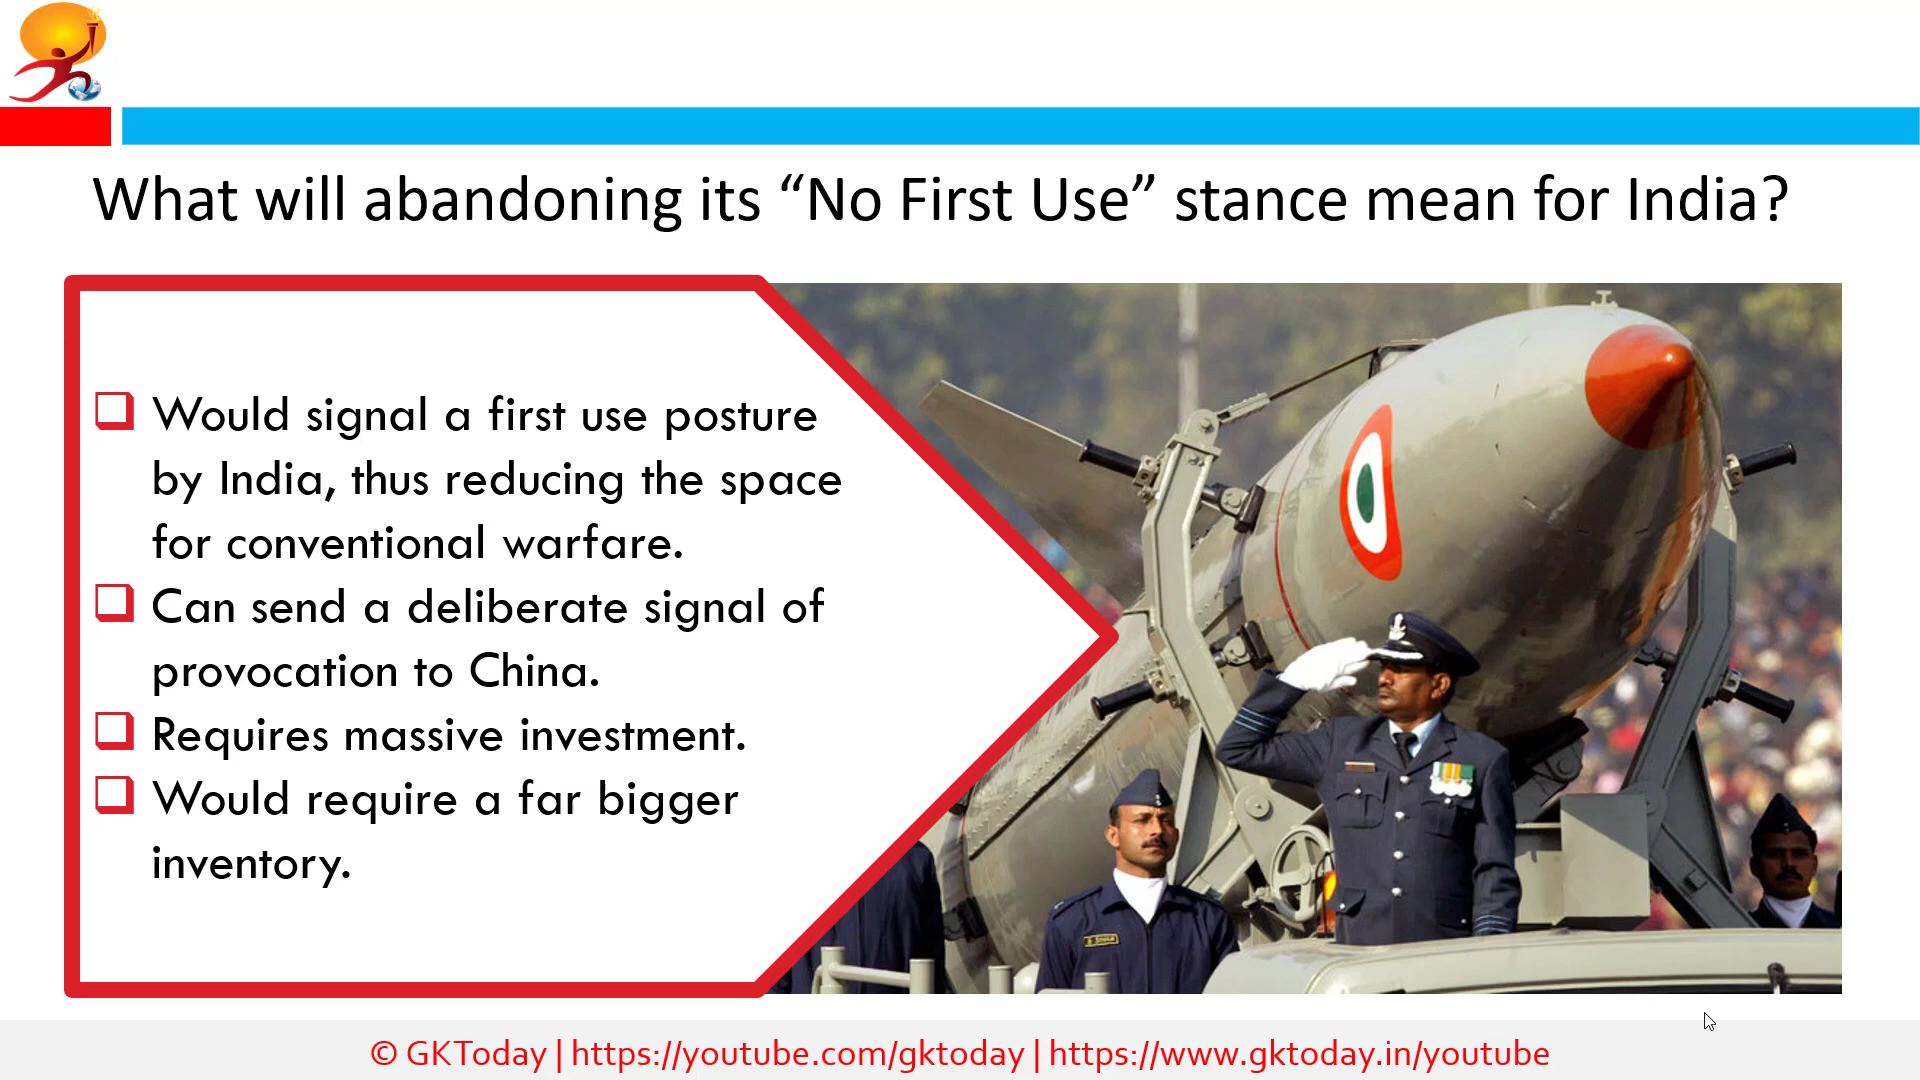 What will abandoning its “No First Use” stance mean for India?
Would signal a first use posture
by India, thus reducing the space
for conventional warfare.
Can send a deliberate signal of
provocation to China.
Requires massive investment.
Would require a far bigger
inventory.
© GKToday | https://youtube.com/gktoday | https://www.gktoday.in/youtube